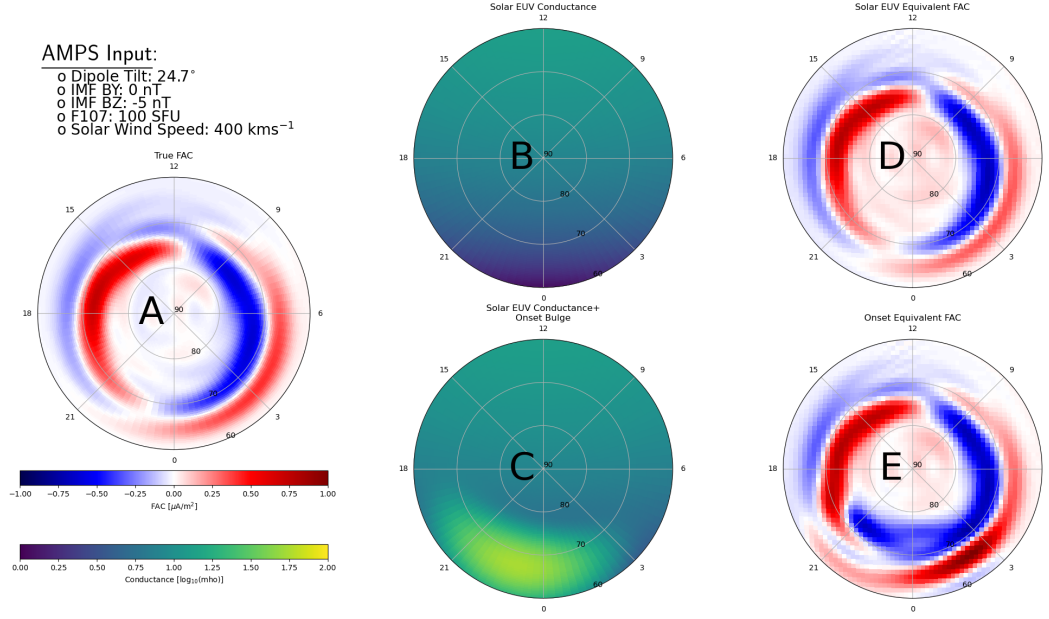 AMPS Input:
o Dipole Tilt: 24.7°
o IMF BY: 0 nT
o IMF BZ: -5 nT
o F107: 100 SFU
o Solar Wind Speed: 400 kms⁻¹
True FAC
12
15
9
18
A
90
6
80
70
21
3
60
0
−1.00 −0.75 −0.50 −0.25 0.00 0.25 0.50 0.75 1.00
FAC [μA/m²]
0.00 0.25 0.50 0.75 1.00 1.25 1.50 1.75 2.00
Conductance [log₁₀(mho)]
Solar EUV Conductance
12
15
9
18
B
90
6
80
70
21
3
60
0
Solar EUV Conductance+
Onset Bulge
12
15
9
18
C
90
6
80
70
21
3
60
0
Solar EUV Equivalent FAC
12
15
9
18
D
90
6
80
70
21
3
60
0
Onset Equivalent FAC
12
15
9
18
E
90
6
80
70
21
3
60
0